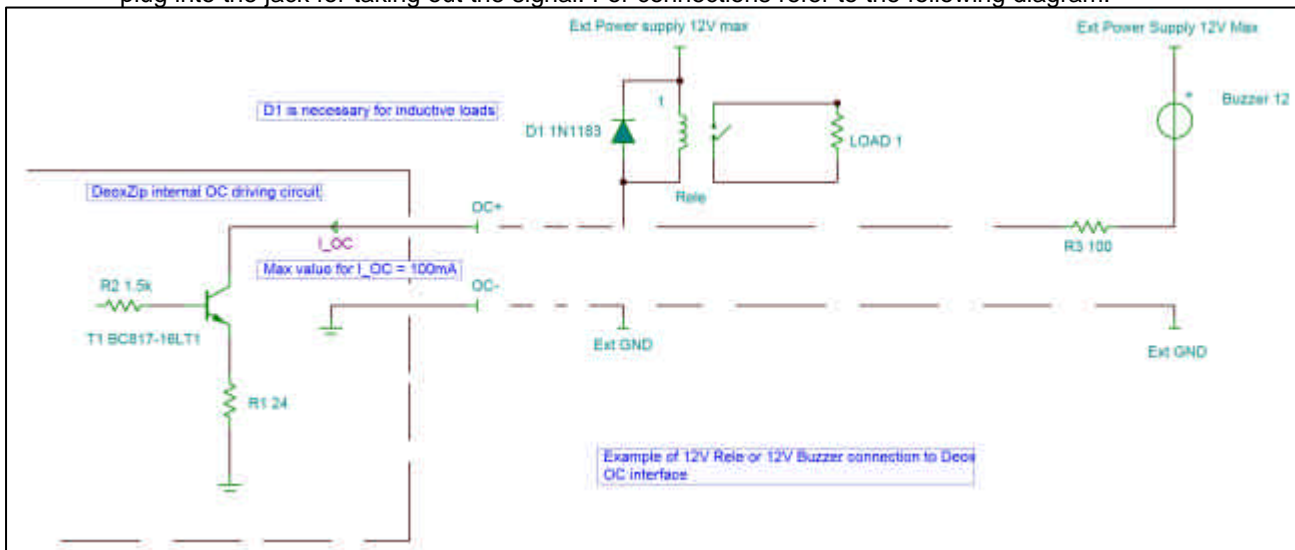 plug into the jack for taking out the signal. For connections refer to the following diagram:
Ext Power supply 12V max
Ext Power Supply 12V Max
D1 is necessary for inductive loads
1
+
Buzzer 12
D1 1N1183
LOAD 1
DeoxZip internal OC driving circuit
Rele
OC+
I_OC
R3 100
Max value for I_OC = 100mA
R2 1.5k
OC-
T1 BC817-16LT1
Ext GND
Ext GND
R1 24
Example of 12V Rele or 12V Buzzer connection to Deox
OC interface